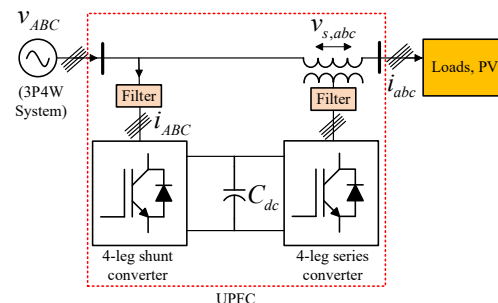 v_ABC
v_s,abc
(3P4W
System)
Filter
Filter
Loads, PV
i_ABC
i_abc
C_dc
4-leg shunt
converter
4-leg series
converter
UPFC